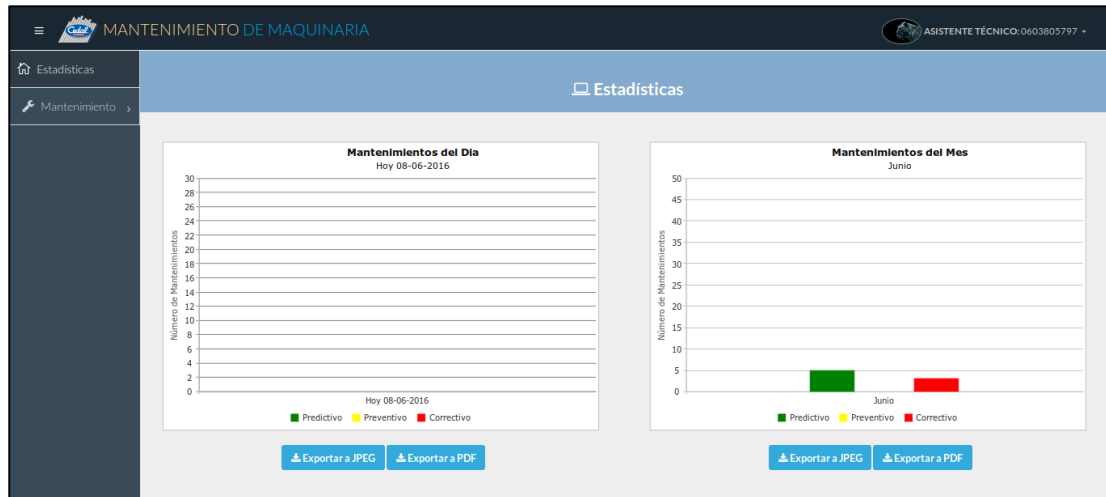 ≡ Cedal MANTENIMIENTO DE MAQUINARIA
ASISTENTE TÉCNICO: 0603805797
Estadísticas
Mantenimiento
Estadísticas
Mantenimientos del Dia
Hoy 08-06-2016
30
28
26
24
22
20
18
16
14
12
10
8
6
4
2
0
Número de Mantenimientos
Hoy 08-06-2016
Predictivo Preventivo Correctivo
Exportar a JPEG Exportar a PDF
Mantenimientos del Mes
Junio
50
45
40
35
30
25
20
15
10
5
0
Número de Mantenimientos
Junio
Predictivo Preventivo Correctivo
Exportar a JPEG Exportar a PDF